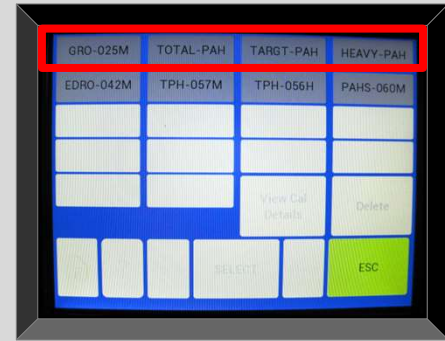 GRO-025M TOTAL-PAH TARGT-PAH HEAVY-PAH
EDRO-042M TPH-057M TPH-056H PAHS-060M
View Cal
Details
Delete
SELECT
ESC